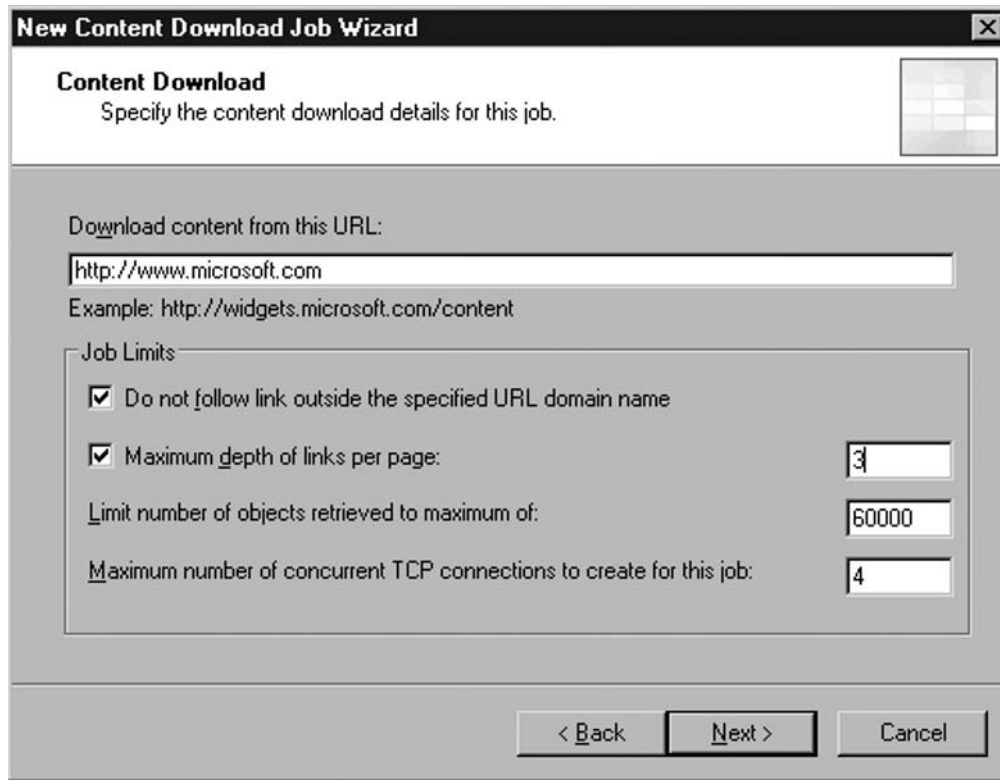 New Content Download Job Wizard
Content Download
Specify the content download details for this job.
Download content from this URL:
http://www.microsoft.com
Example: http://widgets.microsoft.com/content
Job Limits
Do not follow link outside the specified URL domain name
Maximum depth of links per page: 3
Limit number of objects retrieved to maximum of: 60000
Maximum number of concurrent TCP connections to create for this job: 4
< Back Next > Cancel